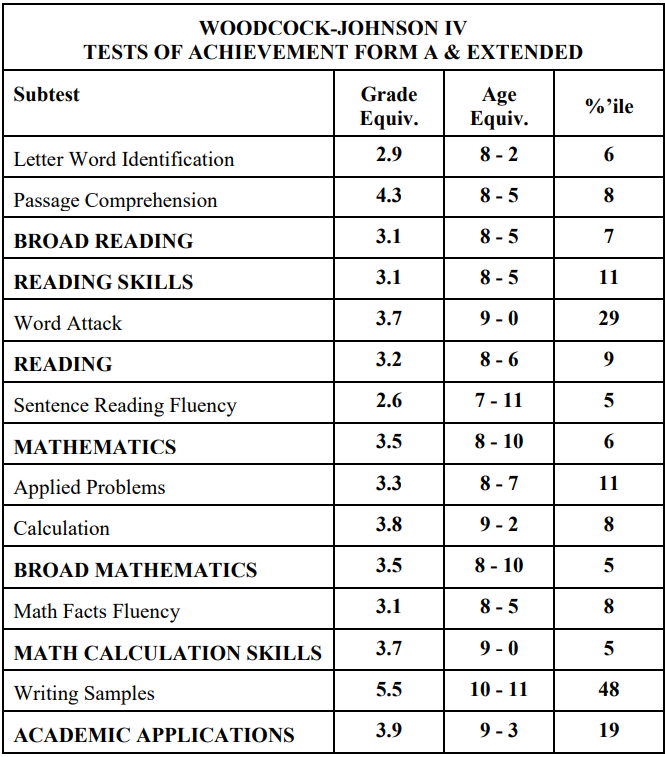 WOODCOCK-JOHNSON IV
TESTS OF ACHIEVEMENT FORM A & EXTENDED
Subtest Grade Equiv. Age Equiv. %’ile
Letter Word Identification 2.9 8 - 2 6
Passage Comprehension 4.3 8 - 5 8
BROAD READING 3.1 8 - 5 7
READING SKILLS 3.1 8 - 5 11
Word Attack 3.7 9 - 0 29
READING 3.2 8 - 6 9
Sentence Reading Fluency 2.6 7 - 11 5
MATHEMATICS 3.5 8 - 10 6
Applied Problems 3.3 8 - 7 11
Calculation 3.8 9 - 2 8
BROAD MATHEMATICS 3.5 8 - 10 5
Math Facts Fluency 3.1 8 - 5 8
MATH CALCULATION SKILLS 3.7 9 - 0 5
Writing Samples 5.5 10 - 11 48
ACADEMIC APPLICATIONS 3.9 9 - 3 19